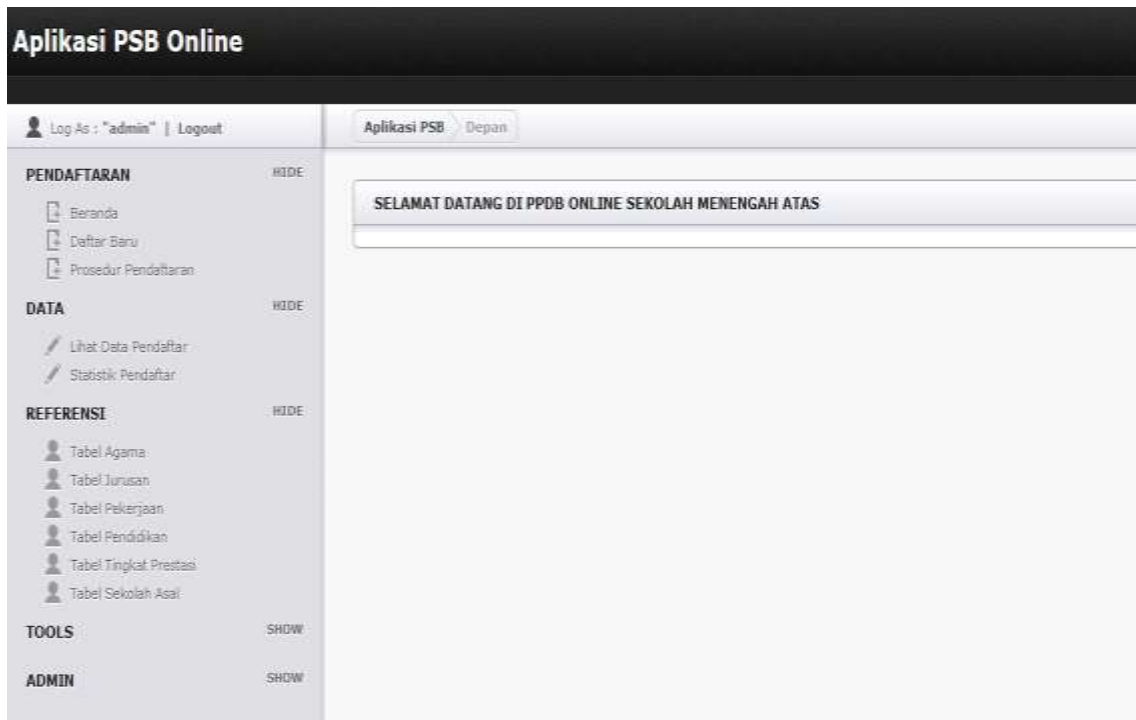 Aplikasi PSB Online
Log As : "admin" | Logout
Aplikasi PSB Depan
PENDAFTARAN HIDE
Beranda
Daftar Baru
Prosedur Pendaftaran
DATA HIDE
Lihat Data Pendaftar
Statistik Pendaftar
REFERENSI HIDE
Tabel Agama
Tabel Jurusan
Tabel Pekerjaan
Tabel Pendidikan
Tabel Tingkat Prestasi
Tabel Sekolah Asal
TOOLS SHOW
ADMIN SHOW
SELAMAT DATANG DI PPDB ONLINE SEKOLAH MENENGAH ATAS